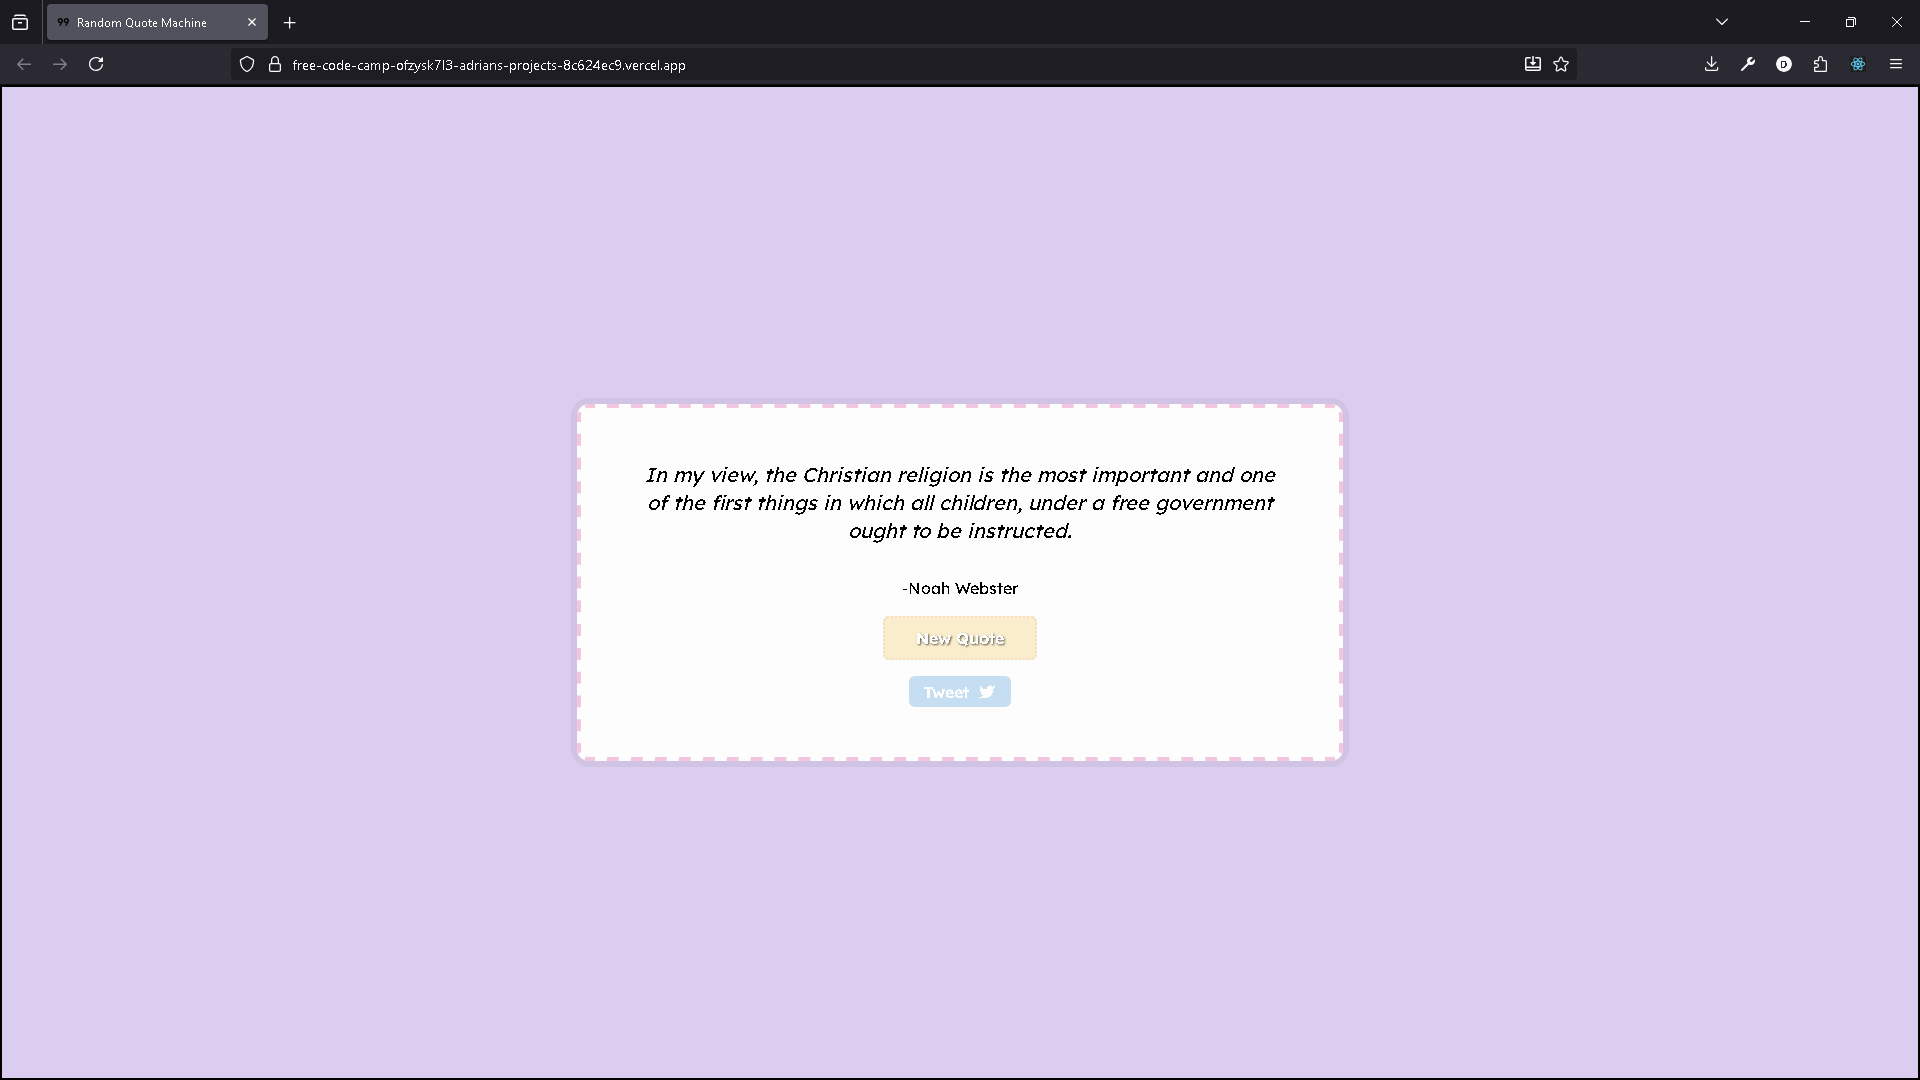 Random Quote Machine
free-code-camp-ofzysk7l3-adrians-projects-8c624ec9.vercel.app
In my view, the Christian religion is the most important and one
of the first things in which all children, under a free government
ought to be instructed.
-Noah Webster
New Quote
Tweet